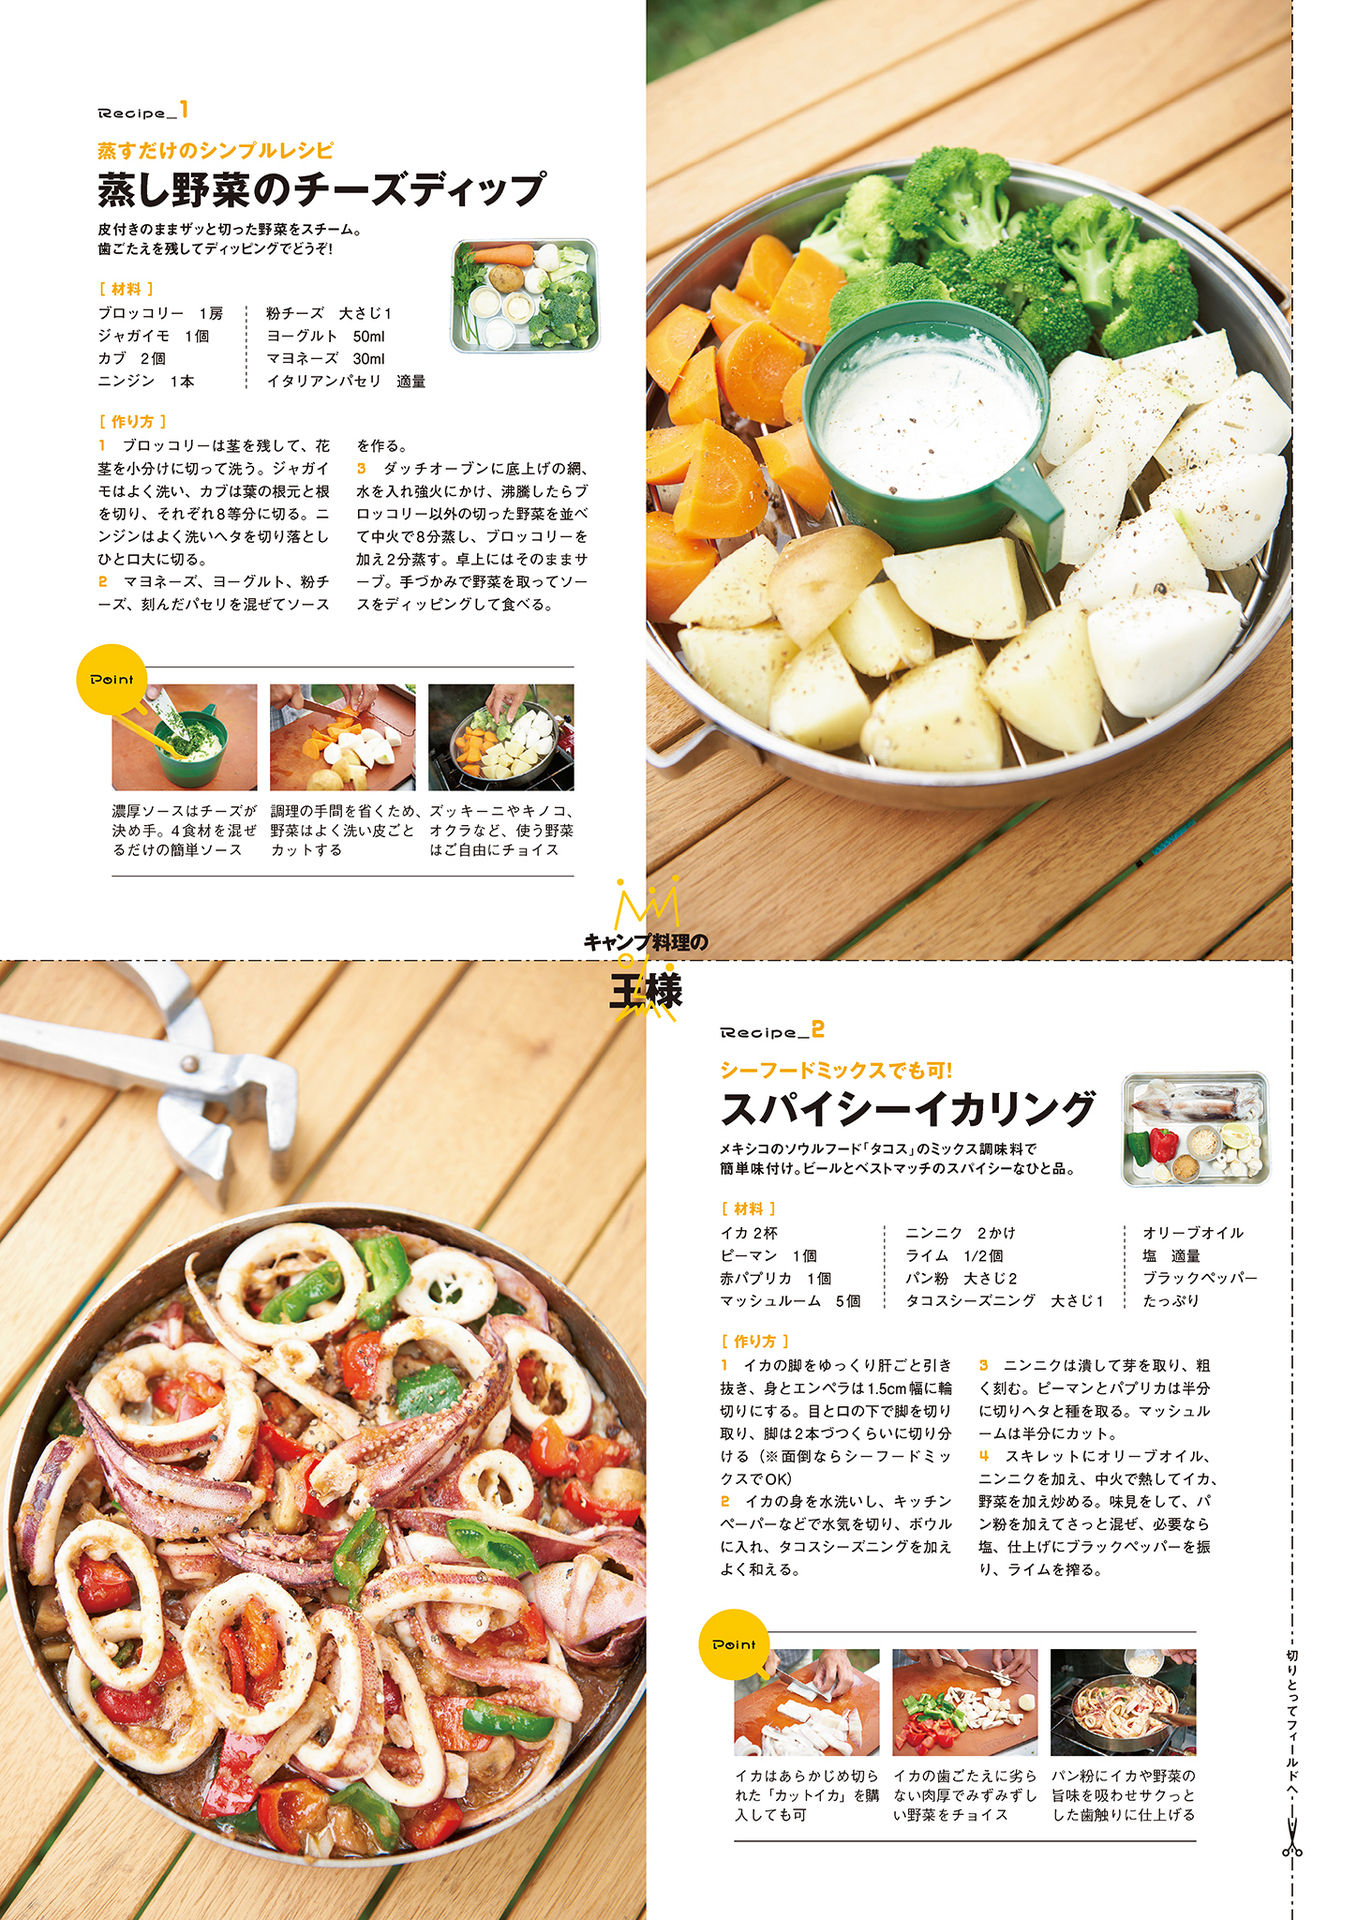 Recipe_1
蒸すだけのシンプルレシピ
蒸し野菜のチーズディップ
皮付きのままザッと切った野菜をスチーム。
歯ごたえを残してディッピングでどうぞ!
[ 材料 ]
ブロッコリー　1房
ジャガイモ　1個
カブ　2個
ニンジン　1本
粉チーズ　大さじ1
ヨーグルト　50ml
マヨネーズ　30ml
イタリアンパセリ　適量
[ 作り方 ]
1　ブロッコリーは茎を残して、花
茎を小分けに切って洗う。ジャガイ
モはよく洗い、カブは葉の根元と根
を切り、それぞれ8等分に切る。ニ
ンジンはよく洗いヘタを切り落とし
ひと口大に切る。
2　マヨネーズ、ヨーグルト、粉チ
ーズ、刻んだパセリを混ぜてソース
を作る。
3　ダッチオーブンに底上げの網、
水を入れ強火にかけ、沸騰したらブ
ロッコリー以外の切った野菜を並べ
て中火で8分蒸し、ブロッコリーを
加え2分蒸す。卓上にはそのままサ
ーブ。手づかみで野菜を取ってソー
スをディッピングして食べる。
Point
濃厚ソースはチーズが
決め手。4食材を混ぜ
るだけの簡単ソース
調理の手間を省くため、
野菜はよく洗い皮ごと
カットする
ズッキーニやキノコ、
オクラなど、使う野菜
はご自由にチョイス
キャンプ料理の
王様
Recipe_2
シーフードミックスでも可!
スパイシーイカリング
メキシコのソウルフード「タコス」のミックス調味料で
簡単味付け。ビールとベストマッチのスパイシーなひと品。
[ 材料 ]
イカ 2杯
ピーマン　1個
赤パプリカ　1個
マッシュルーム　5個
ニンニク　2かけ
ライム　1/2個
パン粉　大さじ2
タコスシーズニング　大さじ1
オリーブオイル
塩　適量
ブラックペッパー
たっぷり
[ 作り方 ]
1　イカの脚をゆっくり肝ごと引き
抜き、身とエンペラは1.5cm幅に輪
切りにする。目と口の下で脚を切り
取り、脚は2本づつくらいに切り分
ける（※面倒ならシーフードミッ
クスでOK）
2　イカの身を水洗いし、キッチン
ペーパーなどで水気を切り、ボウル
に入れ、タコスシーズニングを加え
よく和える。
3　ニンニクは潰して芽を取り、粗
く刻む。ピーマンとパプリカは半分
に切りヘタと種を取る。マッシュル
ームは半分にカット。
4　スキレットにオリーブオイル、
ニンニクを加え、中火で熱してイカ、
野菜を加え炒める。味見をして、パ
ン粉を加えてさっと混ぜ、必要なら
塩、仕上げにブラックペッパーを振
り、ライムを搾る。
Point
イカはあらかじめ切ら
れた「カットイカ」を購
入しても可
イカの歯ごたえに劣ら
ない肉厚でみずみずし
い野菜をチョイス
パン粉にイカや野菜の
旨味を吸わせサクっと
した歯触りに仕上げる
切りとってフィールドへ